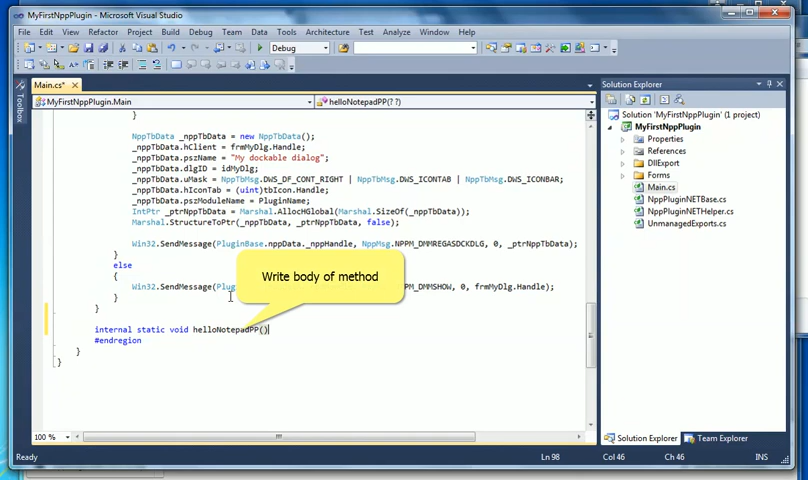 MyFirstNppPlugin - Microsoft Visual Studio
File Edit View Refactor Project Build Debug Team Data Tools Architecture Test Analyze Window Help
Debug
Main.cs*
Solution Explorer
MyFirstNppPlugin.Main
helloNotepadPP(? ?)
Toolbox
Solution 'MyFirstNppPlugin' (1 project)
MyFirstNppPlugin
Properties
References
DllExport
Forms
Main.cs
NppPluginNETBase.cs
NppPluginNETHelper.cs
UnmanagedExports.cs
}
NppTbData _nppTbData = new NppTbData();
_nppTbData.hClient = frmMyDlg.Handle;
_nppTbData.pszName = "My dockable dialog";
_nppTbData.dlgID = idMyDlg;
_nppTbData.uMask = NppTbMsg.DWS_DF_CONT_RIGHT | NppTbMsg.DWS_ICONTAB | NppTbMsg.DWS_ICONBAR;
_nppTbData.hIconTab = (uint)tbIcon.Handle;
_nppTbData.pszModuleName = PluginName;
IntPtr _ptrNppTbData = Marshal.AllocHGlobal(Marshal.SizeOf(_nppTbData));
Marshal.StructureToPtr(_nppTbData, _ptrNppTbData, false);
Win32.SendMessage(PluginBase.nppData._nppHandle, NppMsg.NPPM_DMMREGASDCKDLG, 0, _ptrNppTbData);
}
else
{
Write body of method
Win32.SendMessage(Plug PM_DMMSHOW, 0, frmMyDlg.Handle);
}
}
internal static void helloNotepadPP()
#endregion
}
}
100 %
Solution Explorer
Team Explorer
Ready
Ln 98
Col 46
Ch 46
INS